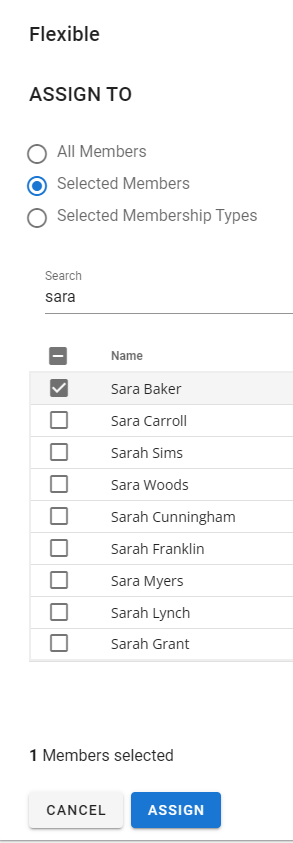 Flexible
ASSIGN TO
All Members
Selected Members
Selected Membership Types
Search
sara
Name
Sara Baker
Sara Carroll
Sarah Sims
Sara Woods
Sarah Cunningham
Sarah Franklin
Sara Myers
Sarah Lynch
Sarah Grant
1 Members selected
CANCEL ASSIGN